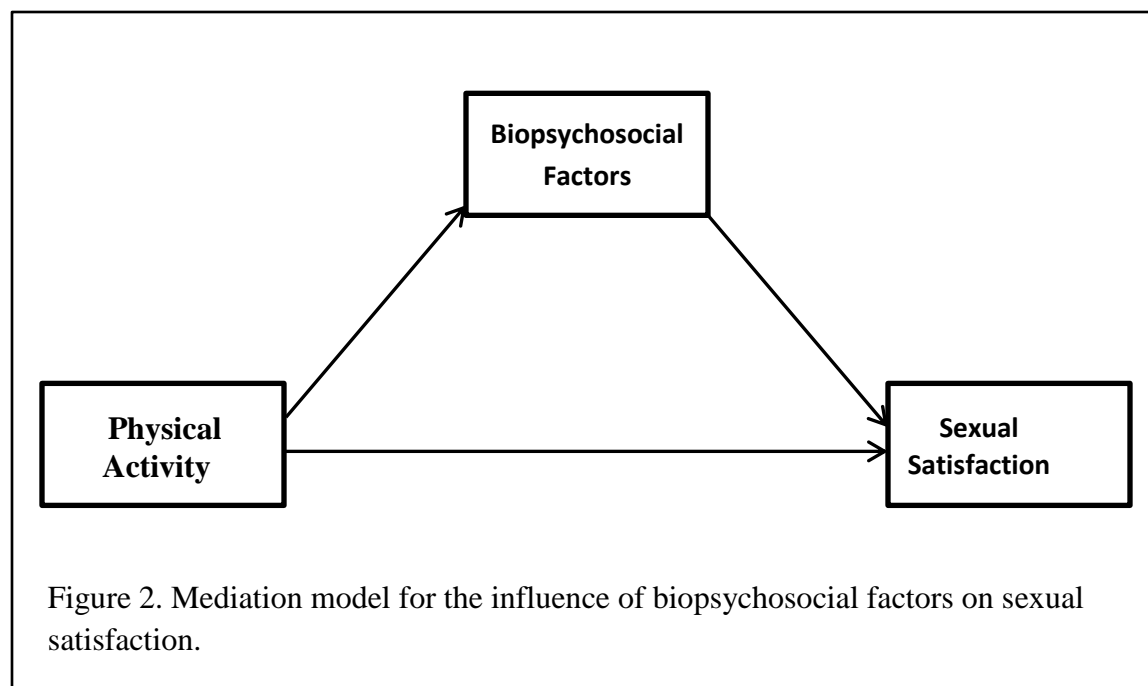 Biopsychosocial
Factors
Physical
Activity
Sexual
Satisfaction
Figure 2. Mediation model for the influence of biopsychosocial factors on sexual
satisfaction.